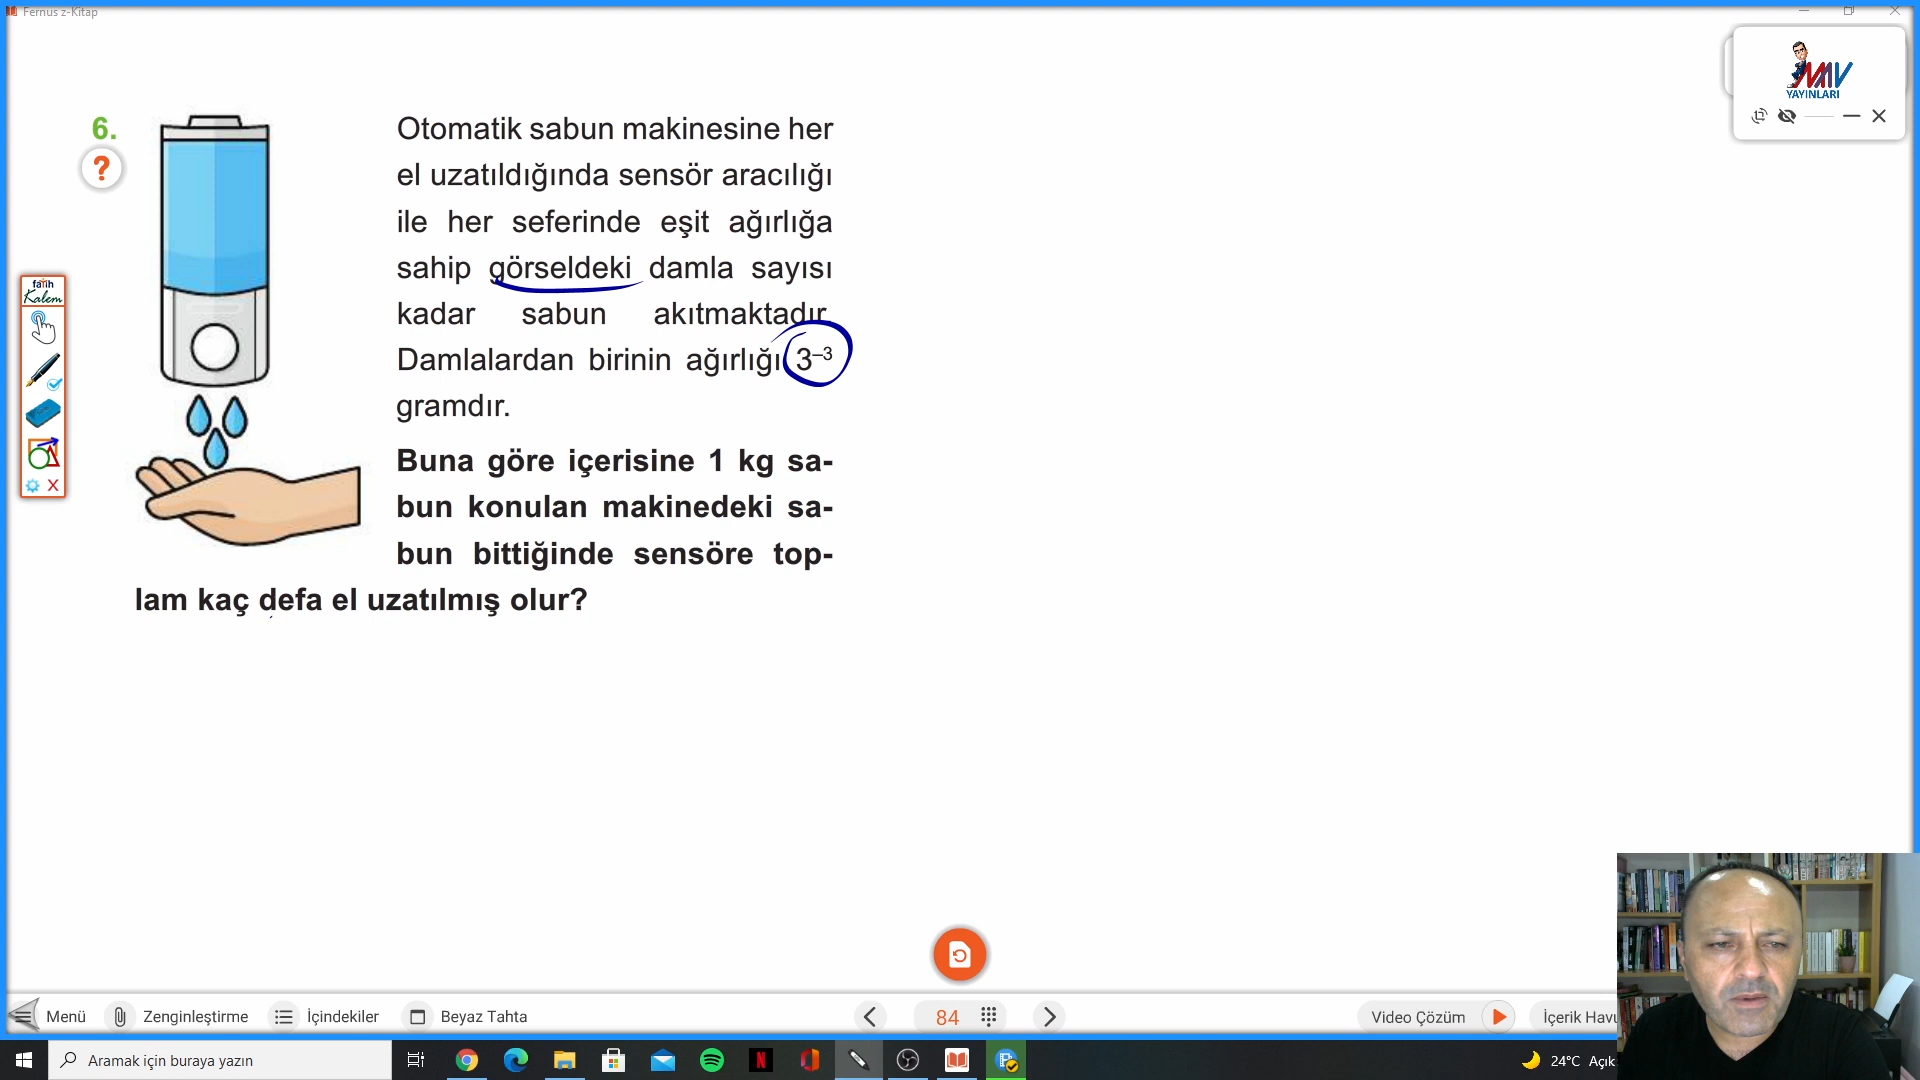 Fernus z-Kitap
MAV
YAYINLARI
6.
?
Otomatik sabun makinesine her
el uzatıldığında sensör aracılığı
ile her seferinde eşit ağırlığa
sahip görseldeki damla sayısı
kadar sabun akıtmaktadır.
Damlalardan birinin ağırlığı 3⁻³
gramdır.
Buna göre içerisine 1 kg sa-
bun konulan makinedeki sa-
bun bittiğinde sensöre top-
lam kaç defa el uzatılmış olur?
fatih
Kalem
Menü
Zenginleştirme
İçindekiler
Beyaz Tahta
84
Video Çözüm
İçerik Havu
Aramak için buraya yazın
24°C Açık